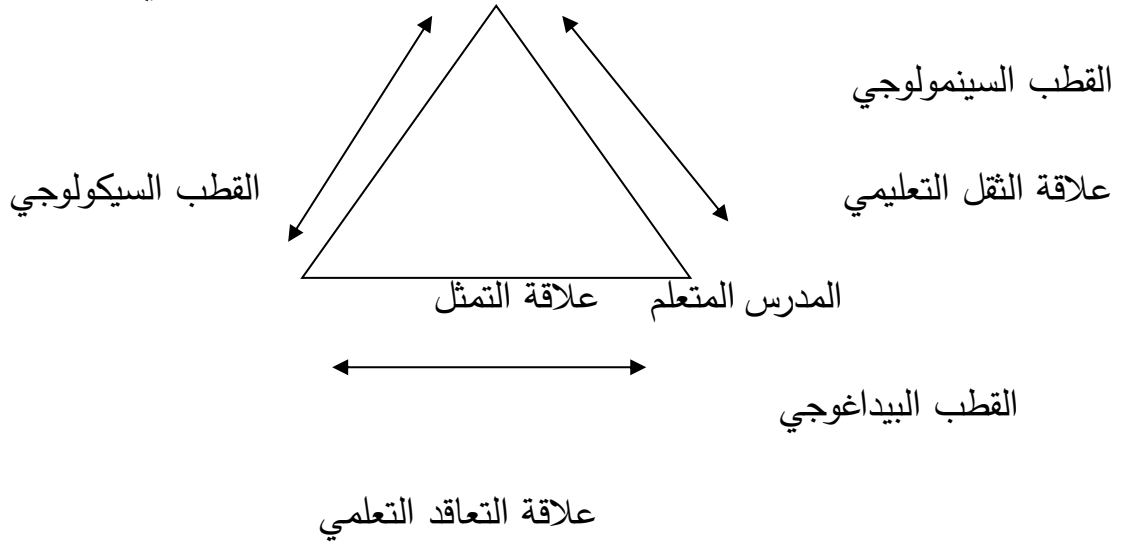 القطب السينمولوجي
القطب السيكولوجي
علاقة الثقل التعليمي
المدرس المتعلم
علاقة التمثل
القطب البيداغوجي
علاقة التعاقد التعلمي